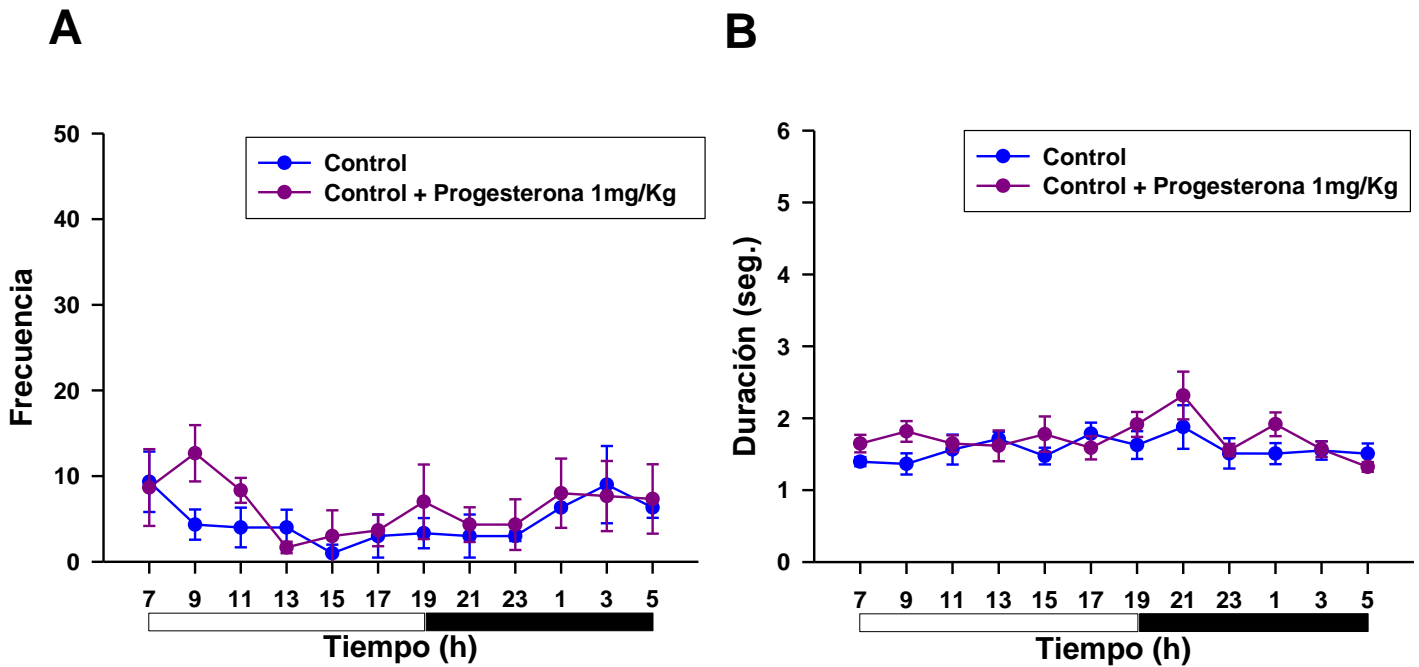 A
50
40
30
20
10
0
Frecuencia
Control
Control + Progesterona 1mg/Kg
7 9 11 13 15 17 19 21 23 1 3 5
Tiempo (h)
B
6
5
4
3
2
1
0
Duración (seg.)
Control
Control + Progesterona 1mg/Kg
7 9 11 13 15 17 19 21 23 1 3 5
Tiempo (h)